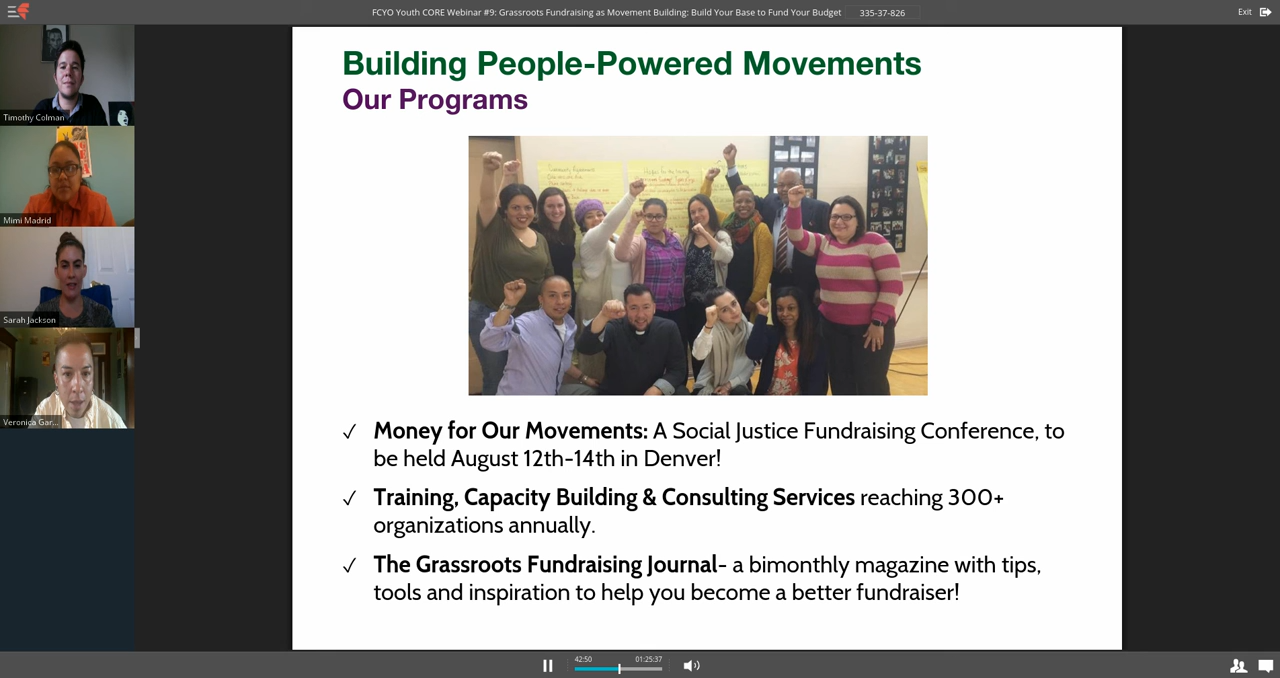 FCYO Youth CORE Webinar #9: Grassroots Fundraising as Movement Building: Build Your Base to Fund Your Budget
335-37-826
Exit
Timothy Colman
Mimi Madrid
Sarah Jackson
Veronica Gar...
Building People-Powered Movements
Our Programs
✓ Money for Our Movements: A Social Justice Fundraising Conference, to
be held August 12th-14th in Denver!
✓ Training, Capacity Building & Consulting Services reaching 300+
organizations annually.
✓ The Grassroots Fundraising Journal- a bimonthly magazine with tips,
tools and inspiration to help you become a better fundraiser!
42:50
01:25:37